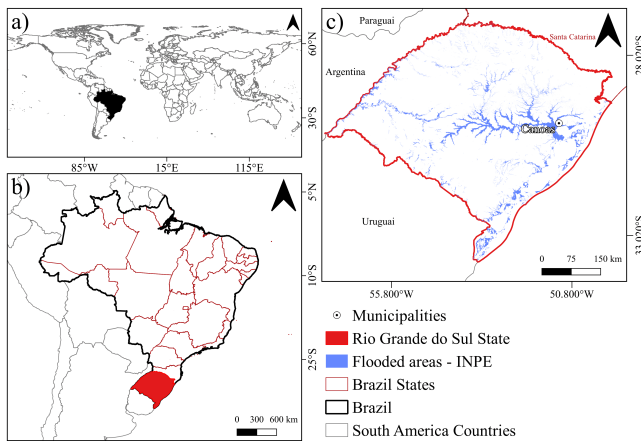 a)
60°N
30°S
85°W 15°E 115°E
b)
5°N
10°S
25°S
0 300 600 km
c)
Paraguai
Santa Catarina
Argentina
Canoas
Uruguai
28.020°S
33.020°S
0 75 150 km
55.800°W 50.800°W
Municipalities
Rio Grande do Sul State
Flooded areas - INPE
Brazil States
Brazil
South America Countries